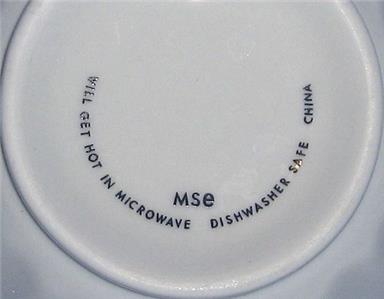 WILL GET HOT IN MICROWAVE DISHWASHER SAFE CHINA
MSe